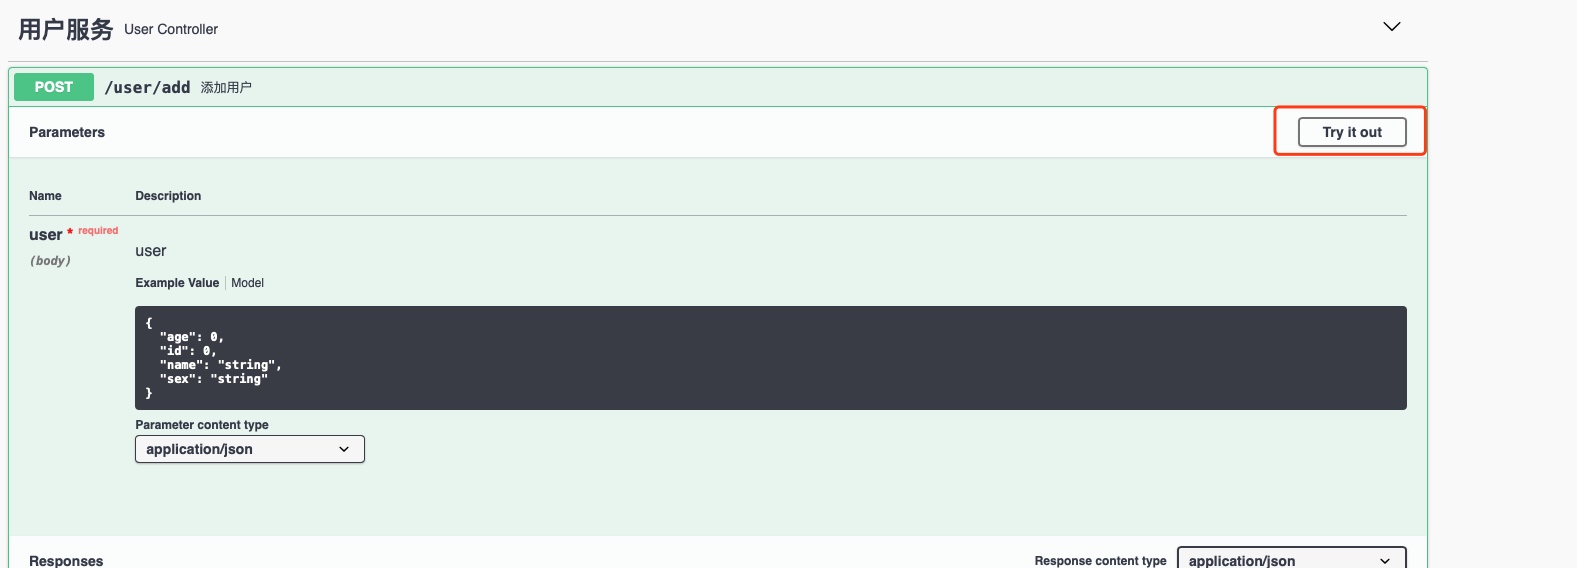 用户服务 User Controller
POST /user/add 添加用户
Parameters Try it out
Name Description
user * required
(body)
user
Example Value Model
{
"age": 0,
"id": 0,
"name": "string",
"sex": "string"
}
Parameter content type
application/json
Responses Response content type application/json